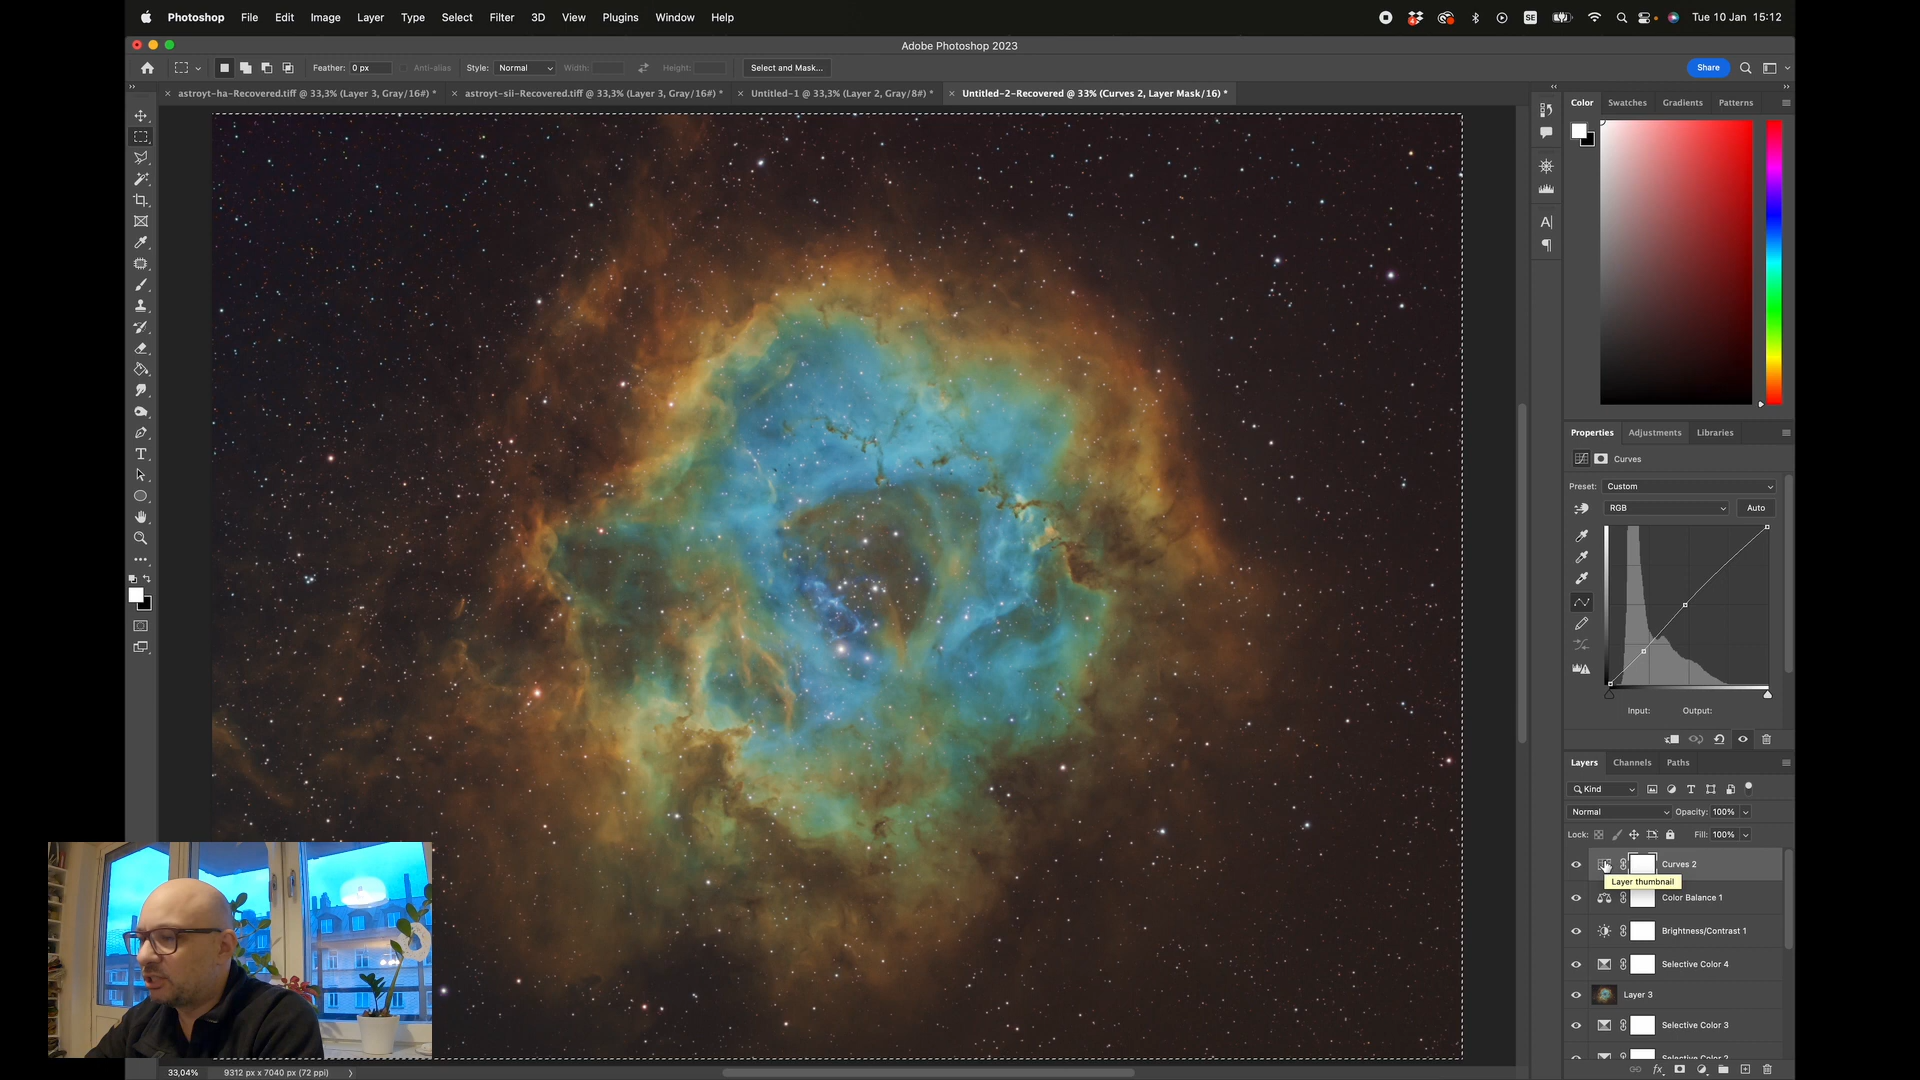 Photoshop File Edit Image Layer Type Select Filter 3D View Plugins Window Help SE Tue 10 Jan 15:12
Adobe Photoshop 2023
Feather: 0 px Anti-alias Style: Normal Width: Height: Select and Mask... Share
astroyt-ha-Recovered.tiff @ 33,3% (Layer 3, Gray/16#) *
astroyt-sii-Recovered.tiff @ 33,3% (Layer 3, Gray/16#) *
Untitled-1 @ 33,3% (Layer 2, Gray/8#) *
Untitled-2-Recovered @ 33% (Curves 2, Layer Mask/16) *
Color Swatches Gradients Patterns
Properties Adjustments Libraries
Curves
Preset: Custom
RGB Auto
Input: Output:
Layers Channels Paths
Kind
Normal Opacity: 100%
Lock: Fill: 100%
Curves 2
Layer thumbnail
Color Balance 1
Brightness/Contrast 1
Selective Color 4
Layer 3
Selective Color 3
Selective Color 2
33,04% 9312 px x 7040 px (72 ppi)